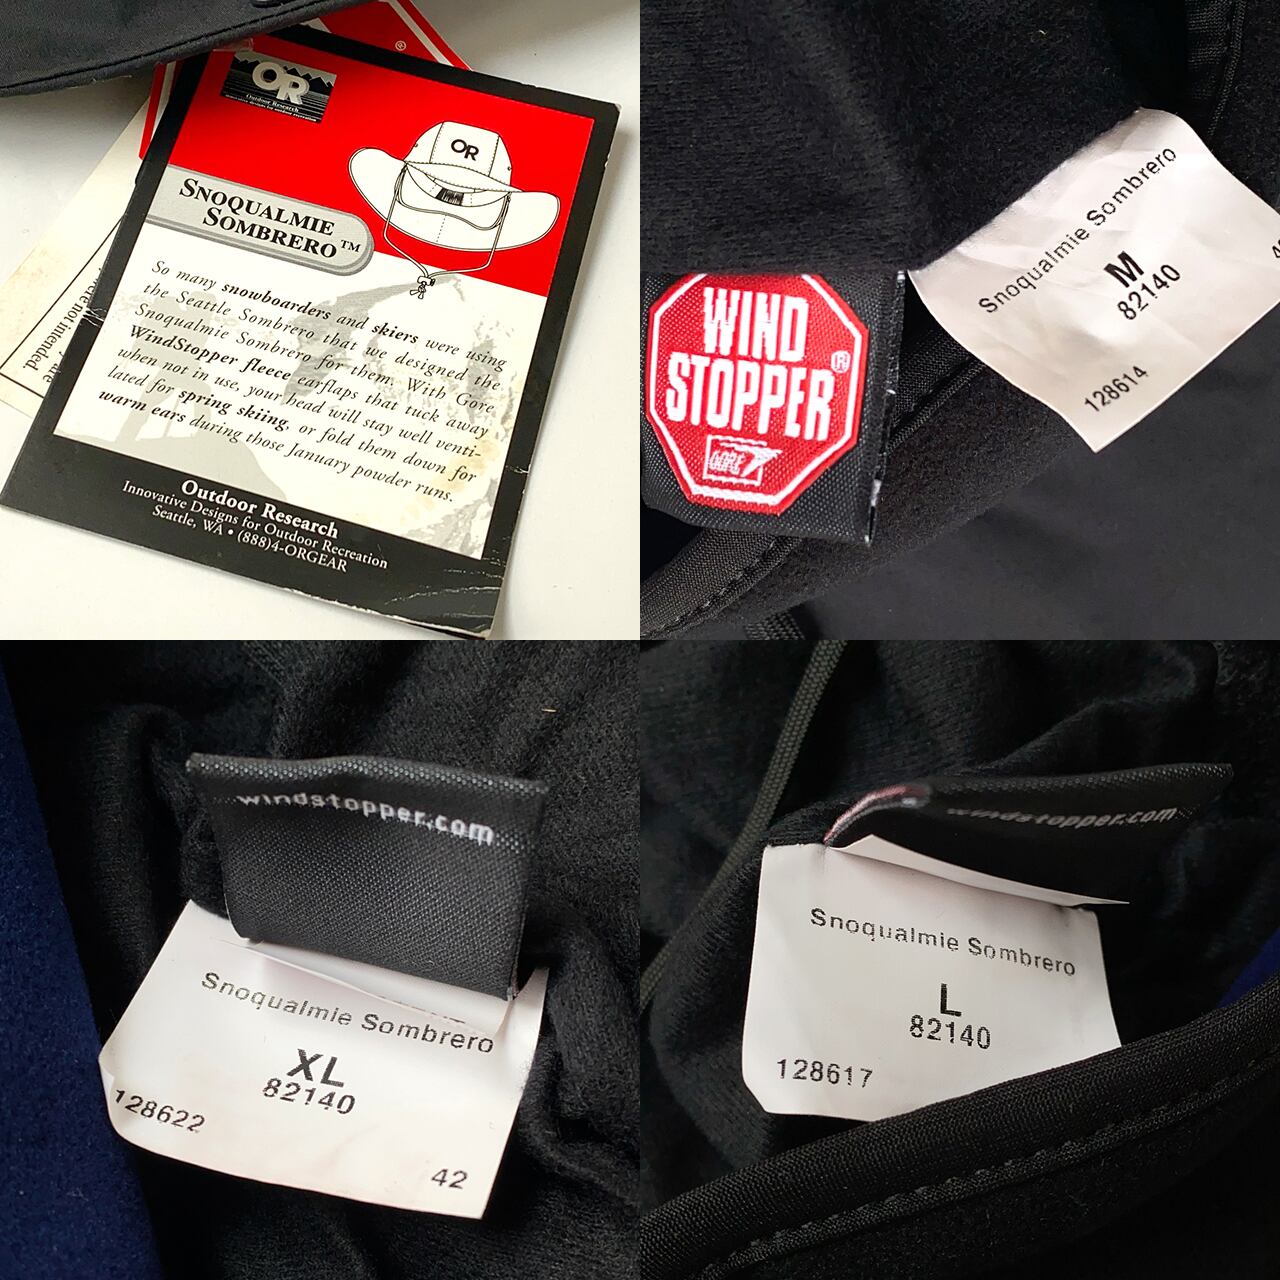 ®
OR
Outdoor Research
OR
SNOQUALMIE
SOMBRERO™
So many snowboarders and skiers were using
the Seattle Sombrero that we designed the
Snoqualmie Sombrero for them. With Gore
WindStopper fleece earflaps that tuck away
when not in use, your head will stay well venti-
lated for spring skiing, or fold them down for
warm ears during those January powder runs.
Outdoor Research
Innovative Designs for Outdoor Recreation
Seattle, WA • (888)4-ORGEAR
were not intended.
WIND
STOPPER®
GORE
Snoqualmie Sombrero
M
82140
128614
windstopper.com
Snoqualmie Sombrero
XL
82140
128622
42
windstopper.com
Snoqualmie Sombrero
L
82140
128617